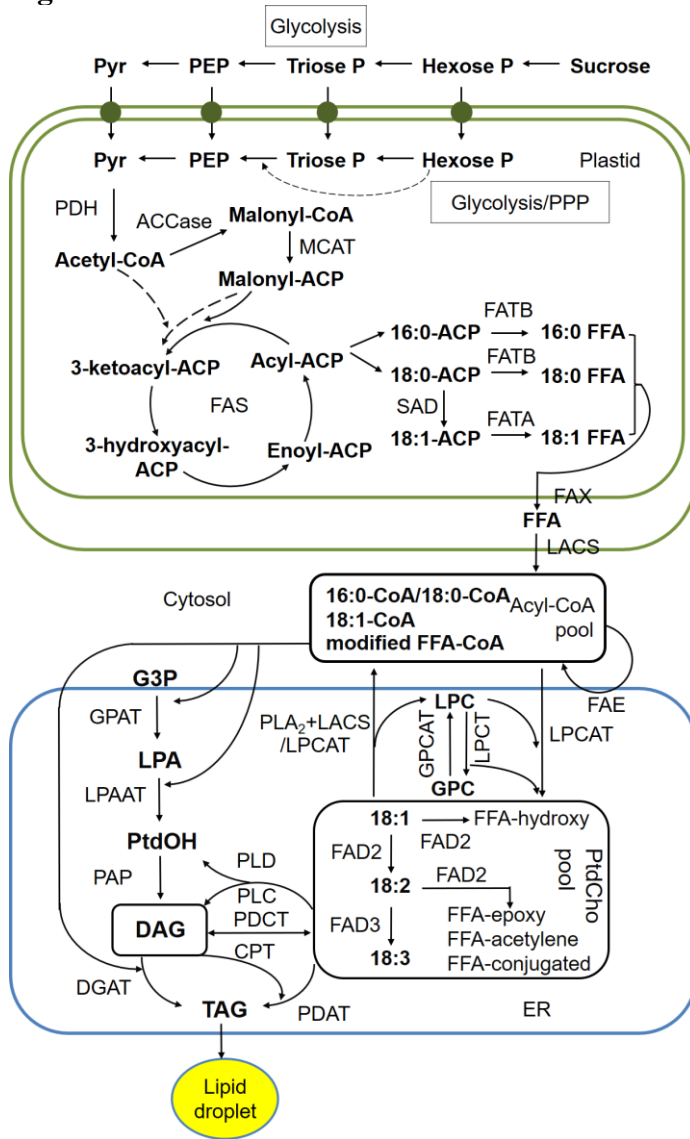 Glycolysis
Pyr PEP Triose P Hexose P Sucrose
Pyr PEP Triose P Hexose P Plastid
Glycolysis/PPP
PDH
ACCase
Malonyl-CoA
MCAT
Acetyl-CoA
Malonyl-ACP
3-ketoacyl-ACP
Acyl-ACP
FAS
3-hydroxyacyl-
ACP
Enoyl-ACP
16:0-ACP FATB 16:0 FFA
18:0-ACP FATB 18:0 FFA
SAD
18:1-ACP FATA 18:1 FFA
FAX
FFA
LACS
Cytosol
16:0-CoA/18:0-CoA
18:1-CoA
modified FFA-CoA
Acyl-CoA
pool
FAE
G3P
GPAT
LPA
LPAAT
PtdOH
PAP
PLD
PLC
PDCT
CPT
DAG
DGAT
TAG
PDAT
PLA2+LACS
/LPCAT
LPC
GPCAT
LPCT
GPC
LPCAT
18:1 FFA-hydroxy
FAD2 FAD2
18:2 FAD2
FAD3
18:3
FFA-epoxy
FFA-acetylene
FFA-conjugated
PtdCho
pool
ER
Lipid
droplet